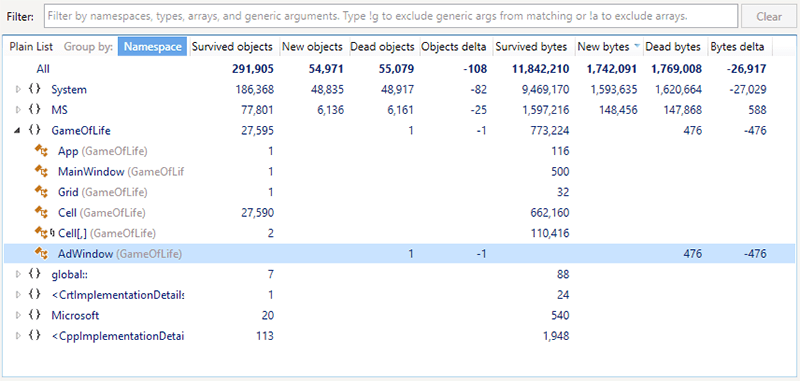 Filter: Filter by namespaces, types, arrays, and generic arguments. Type !g to exclude generic args from matching or !a to exclude arrays. Clear
Plain List Group by: Namespace Survived objects New objects Dead objects Objects delta Survived bytes New bytes Dead bytes Bytes delta
All 291,905 54,971 55,079 -108 11,842,210 1,742,091 1,769,008 -26,917
{} System 186,368 48,835 48,917 -82 9,469,170 1,593,635 1,620,664 -27,029
{} MS 77,801 6,136 6,161 -25 1,597,216 148,456 147,868 588
{} GameOfLife 27,595 1 -1 773,224 476 -476
App (GameOfLife) 1 116
MainWindow (GameOfLif 1 500
Grid (GameOfLife) 1 32
Cell (GameOfLife) 27,590 662,160
Cell[,] (GameOfLife) 2 110,416
AdWindow (GameOfLife) 1 -1 476 -476
{} global:: 7 88
{} <CrtImplementationDetails 1 24
{} Microsoft 20 540
{} <CppImplementationDetai 113 1,948